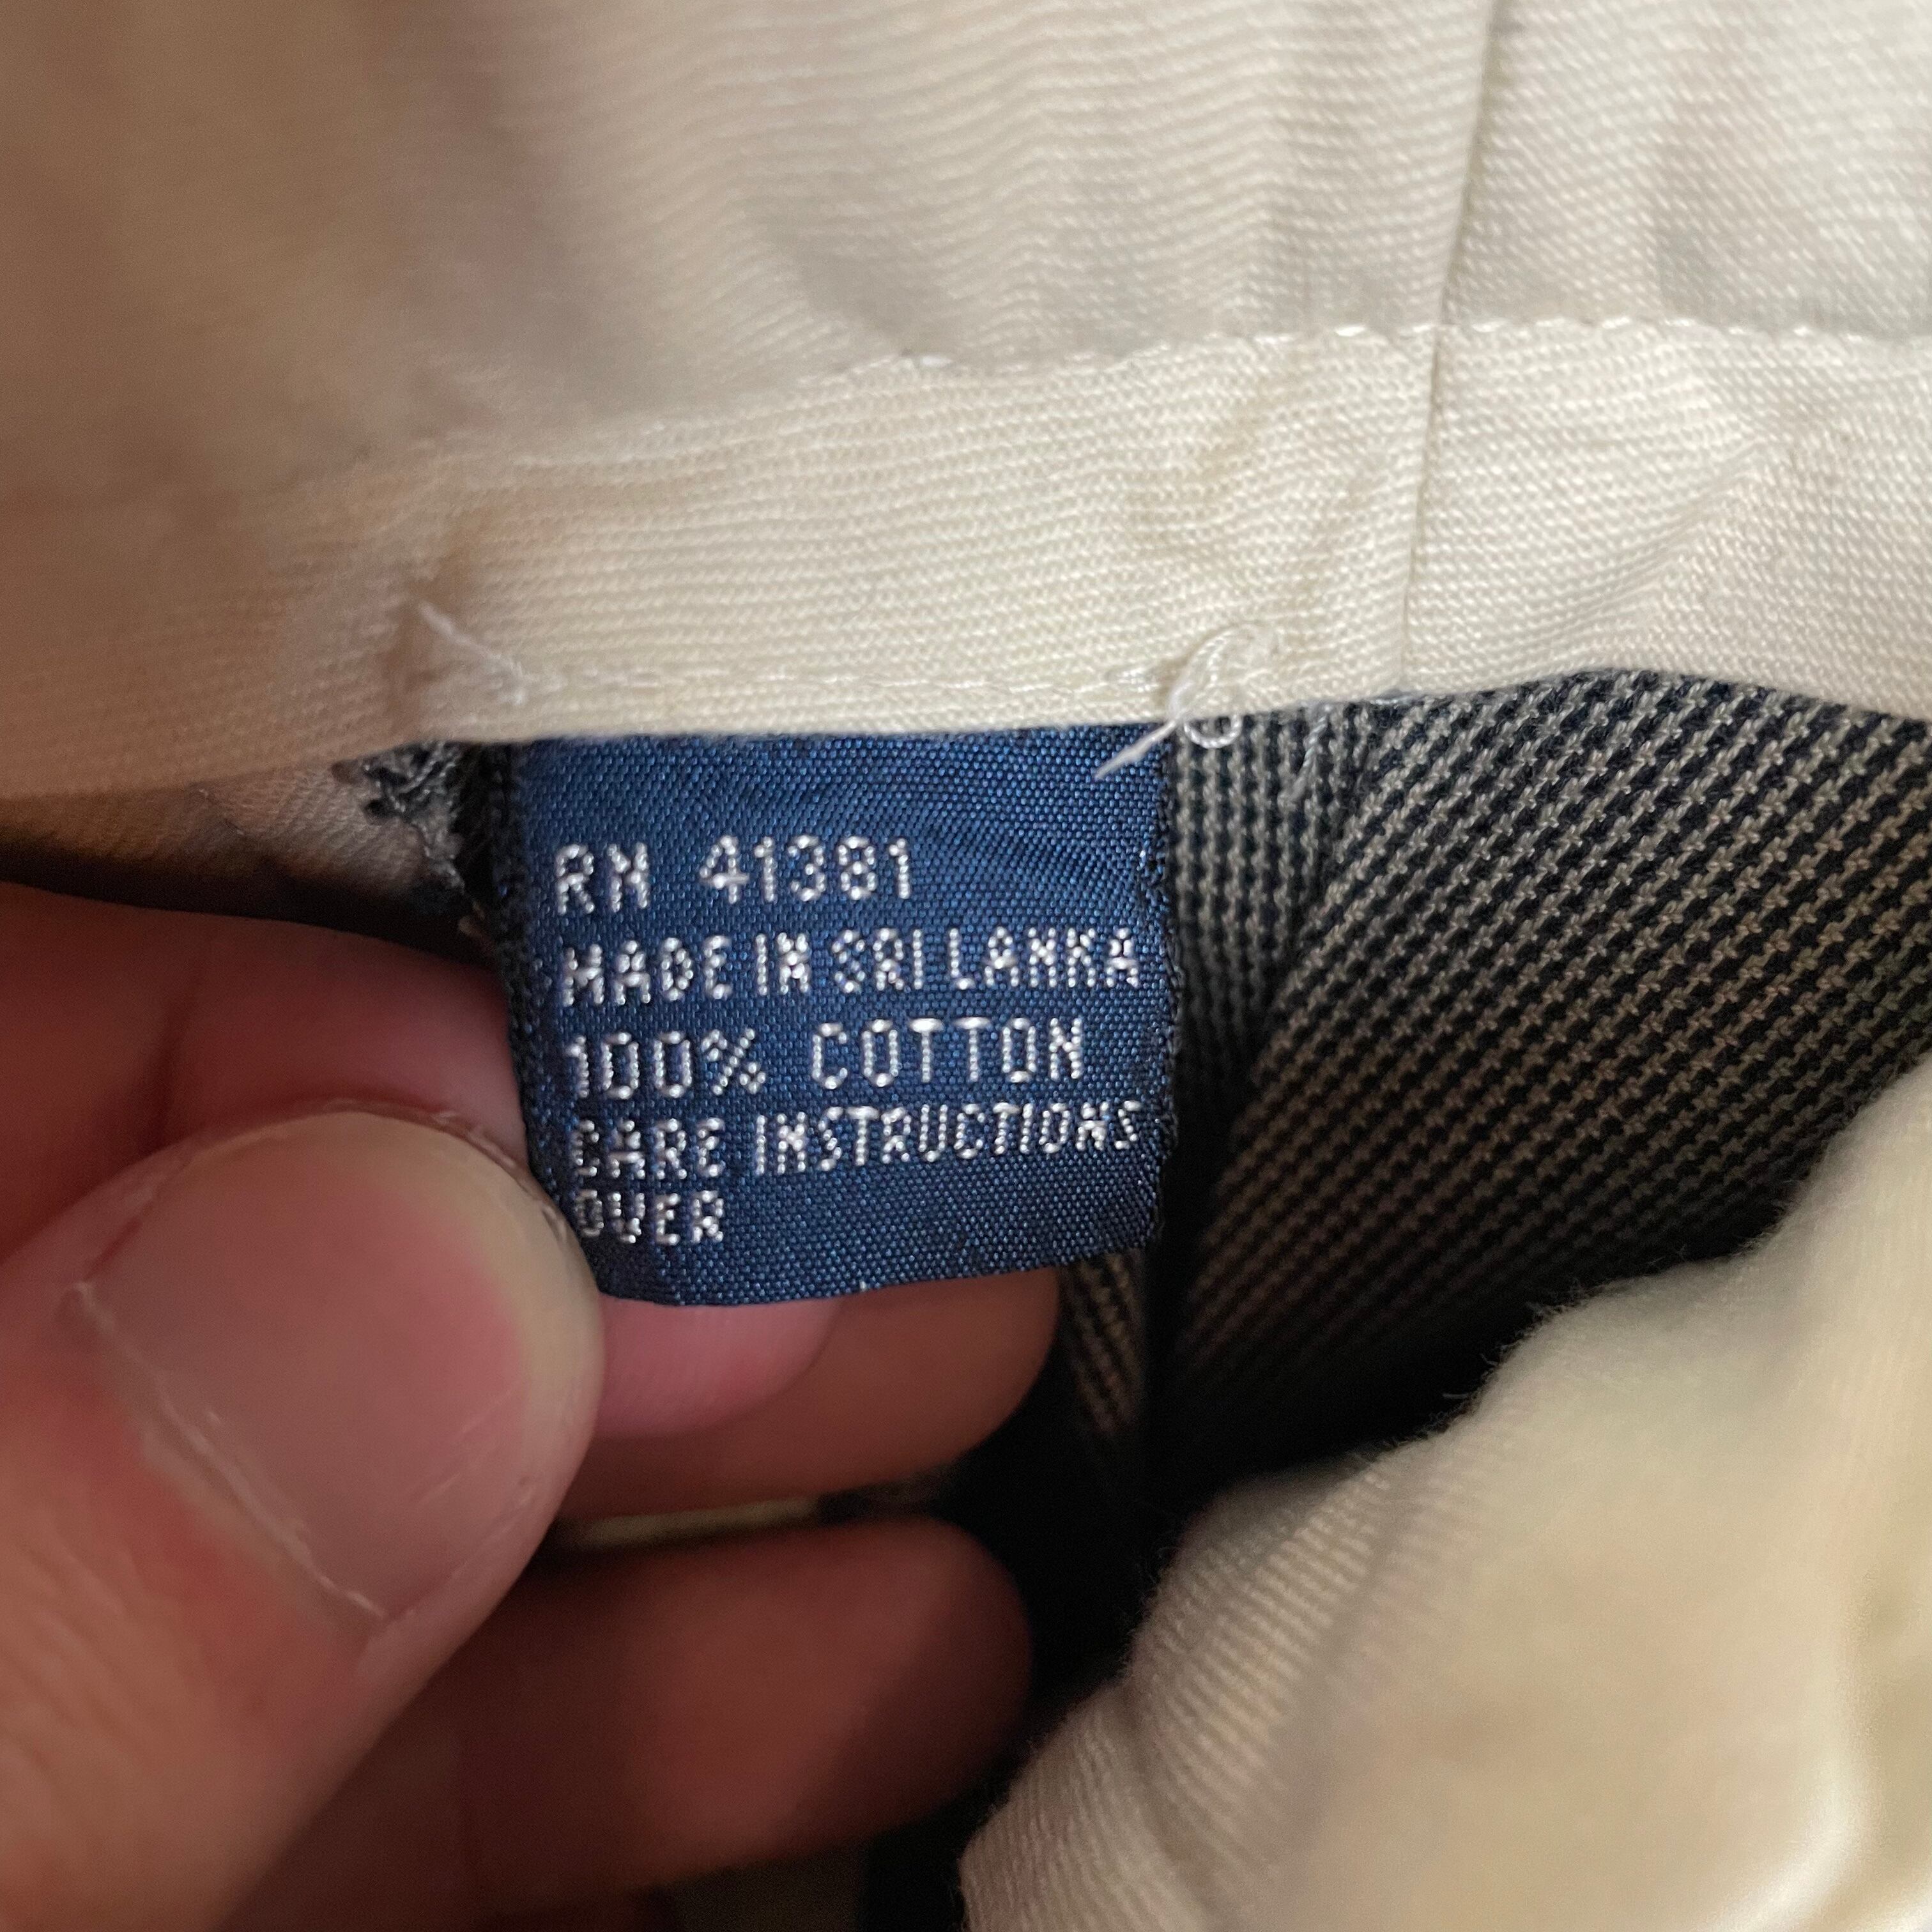 RN 41381
MADE IN SRI LANKA
100% COTTON
CARE INSTRUCTIONS
OVER